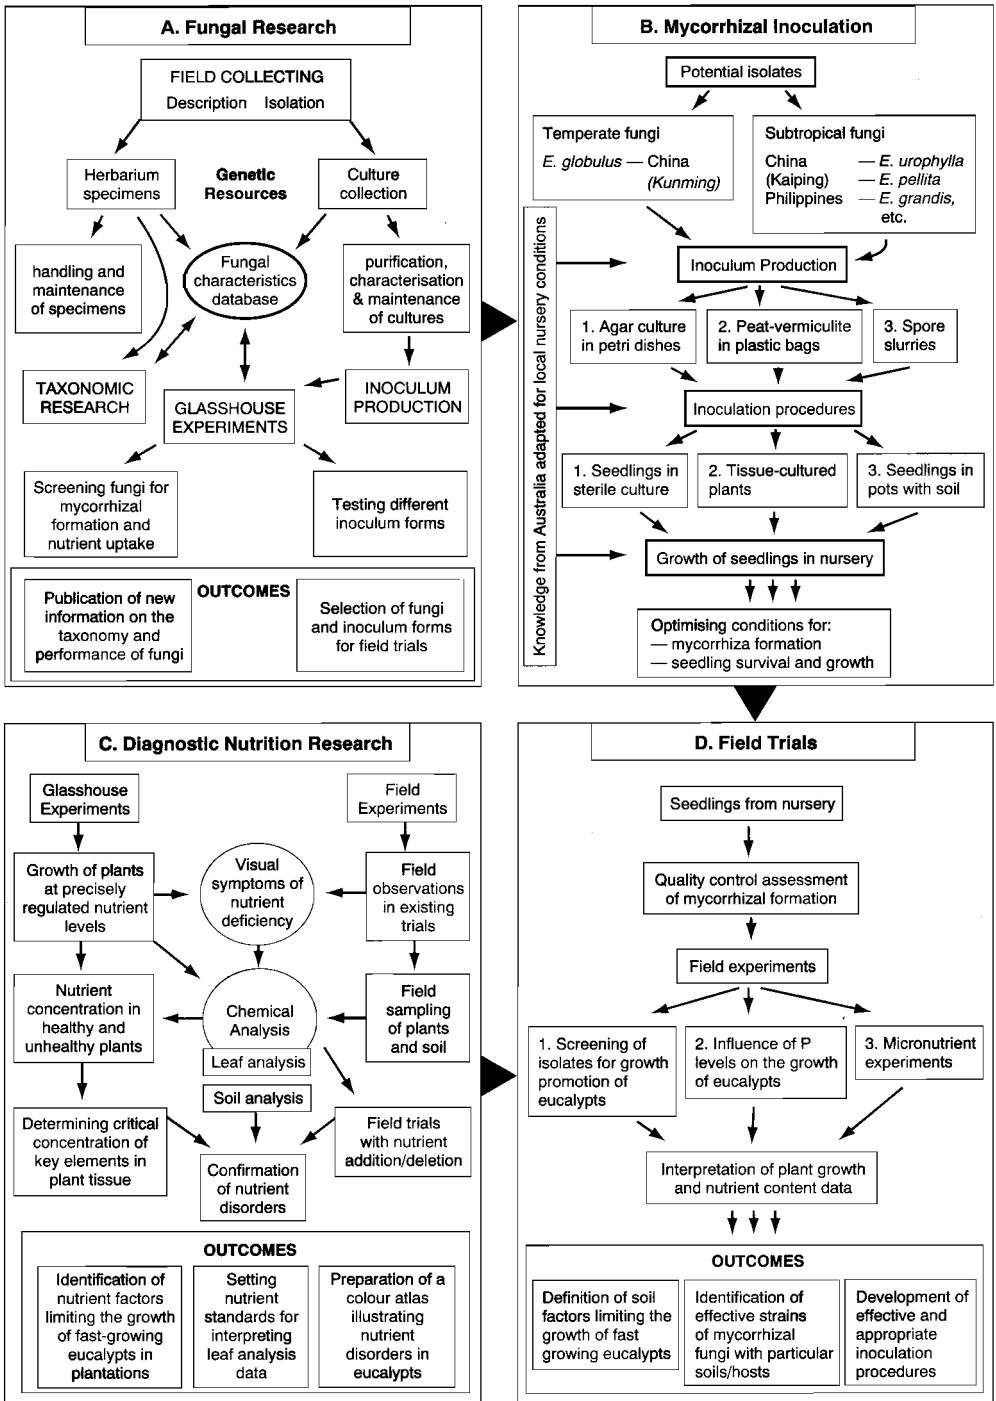 A. Fungal Research
FIELD COLLECTING
Description Isolation
Herbarium
specimens
Genetic
Resources
Culture
collection
handling and
maintenance
of specimens
Fungal
characteristics
database
purification,
characterisation
& maintenance
of cultures
TAXONOMIC
RESEARCH
GLASSHOUSE
EXPERIMENTS
INOCULUM
PRODUCTION
Screening fungi for
mycorrhizal
formation and
nutrient uptake
Testing different
inoculum forms
OUTCOMES
Publication of new
information on the
taxonomy and
performance of fungi
Selection of fungi
and inoculum forms
for field trials
B. Mycorrhizal Inoculation
Potential isolates
Temperate fungi
E. globulus — China
(Kunming)
Subtropical fungi
China — E. urophylla
(Kaiping) — E. pellita
Philippines — E. grandis,
etc.
Knowledge from Australia adapted for local nursery conditions
Inoculum Production
1. Agar culture
in petri dishes
2. Peat-vermiculite
in plastic bags
3. Spore
slurries
Inoculation procedures
1. Seedlings in
sterile culture
2. Tissue-cultured
plants
3. Seedlings in
pots with soil
Growth of seedlings in nursery
Optimising conditions for:
— mycorrhiza formation
— seedling survival and growth
C. Diagnostic Nutrition Research
Glasshouse
Experiments
Field
Experiments
Growth of plants
at precisely
regulated nutrient
levels
Visual
symptoms of
nutrient
deficiency
Field
observations
in existing
trials
Nutrient
concentration in
healthy and
unhealthy plants
Chemical
Analysis
Leaf analysis
Soil analysis
Field
sampling
of plants
and soil
Determining critical
concentration of
key elements in
plant tissue
Confirmation
of nutrient
disorders
Field trials
with nutrient
addition/deletion
OUTCOMES
Identification of
nutrient factors
limiting the growth
of fast-growing
eucalypts in
plantations
Setting
nutrient
standards for
interpreting
leaf analysis
data
Preparation of a
colour atlas
illustrating
nutrient
disorders in
eucalypts
D. Field Trials
Seedlings from nursery
Quality control assessment
of mycorrhizal formation
Field experiments
1. Screening of
isolates for growth
promotion of
eucalypts
2. Influence of P
levels on the growth
of eucalypts
3. Micronutrient
experiments
Interpretation of plant growth
and nutrient content data
OUTCOMES
Definition of soil
factors limiting the
growth of fast
growing eucalypts
Identification of
effective strains
of mycorrhizal
fungi with particular
soils/hosts
Development of
effective and
appropriate
inoculation
procedures